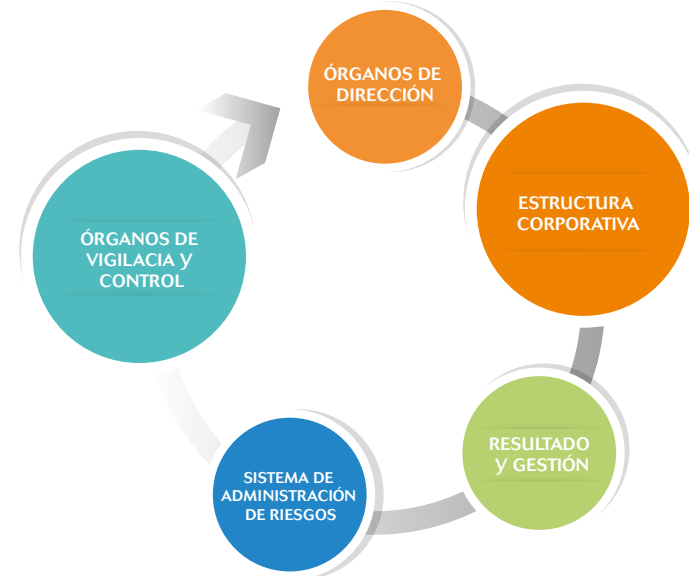 ÓRGANOS DE
DIRECCIÓN
ESTRUCTURA
CORPORATIVA
RESULTADO
y GESTIÓN
SISTEMA DE
ADMINISTRACIÓN
DE RIESGOS
ÓRGANOS DE
VIGILACIA y
CONTROL